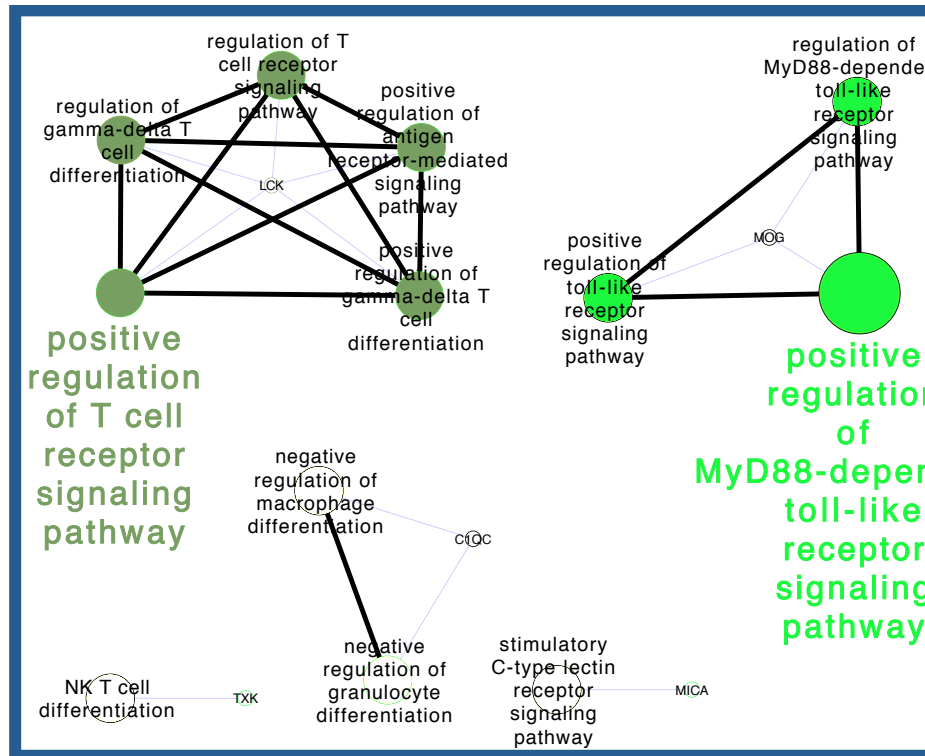 regulation of T
cell receptor
signaling
pathway
regulation of
gamma-delta T
cell
differentiation
positive
regulation of
antigen
receptor-mediated
signaling
pathway
LCK
positive
regulation of
gamma-delta T
cell
differentiation
positive
regulation
of T cell
receptor
signaling
pathway
regulation of
MyD88-depende
toll-like
receptor
signaling
pathway
MOG
positive
regulation of
toll-like
receptor
signaling
pathway
positive
regulation
of
MyD88-depen
toll-like
receptor
signaling
pathway
negative
regulation of
macrophage
differentiation
C1QC
negative
regulation of
granulocyte
differentiation
NK T cell
differentiation
TXK
stimulatory
C-type lectin
receptor
signaling
pathway
MICA